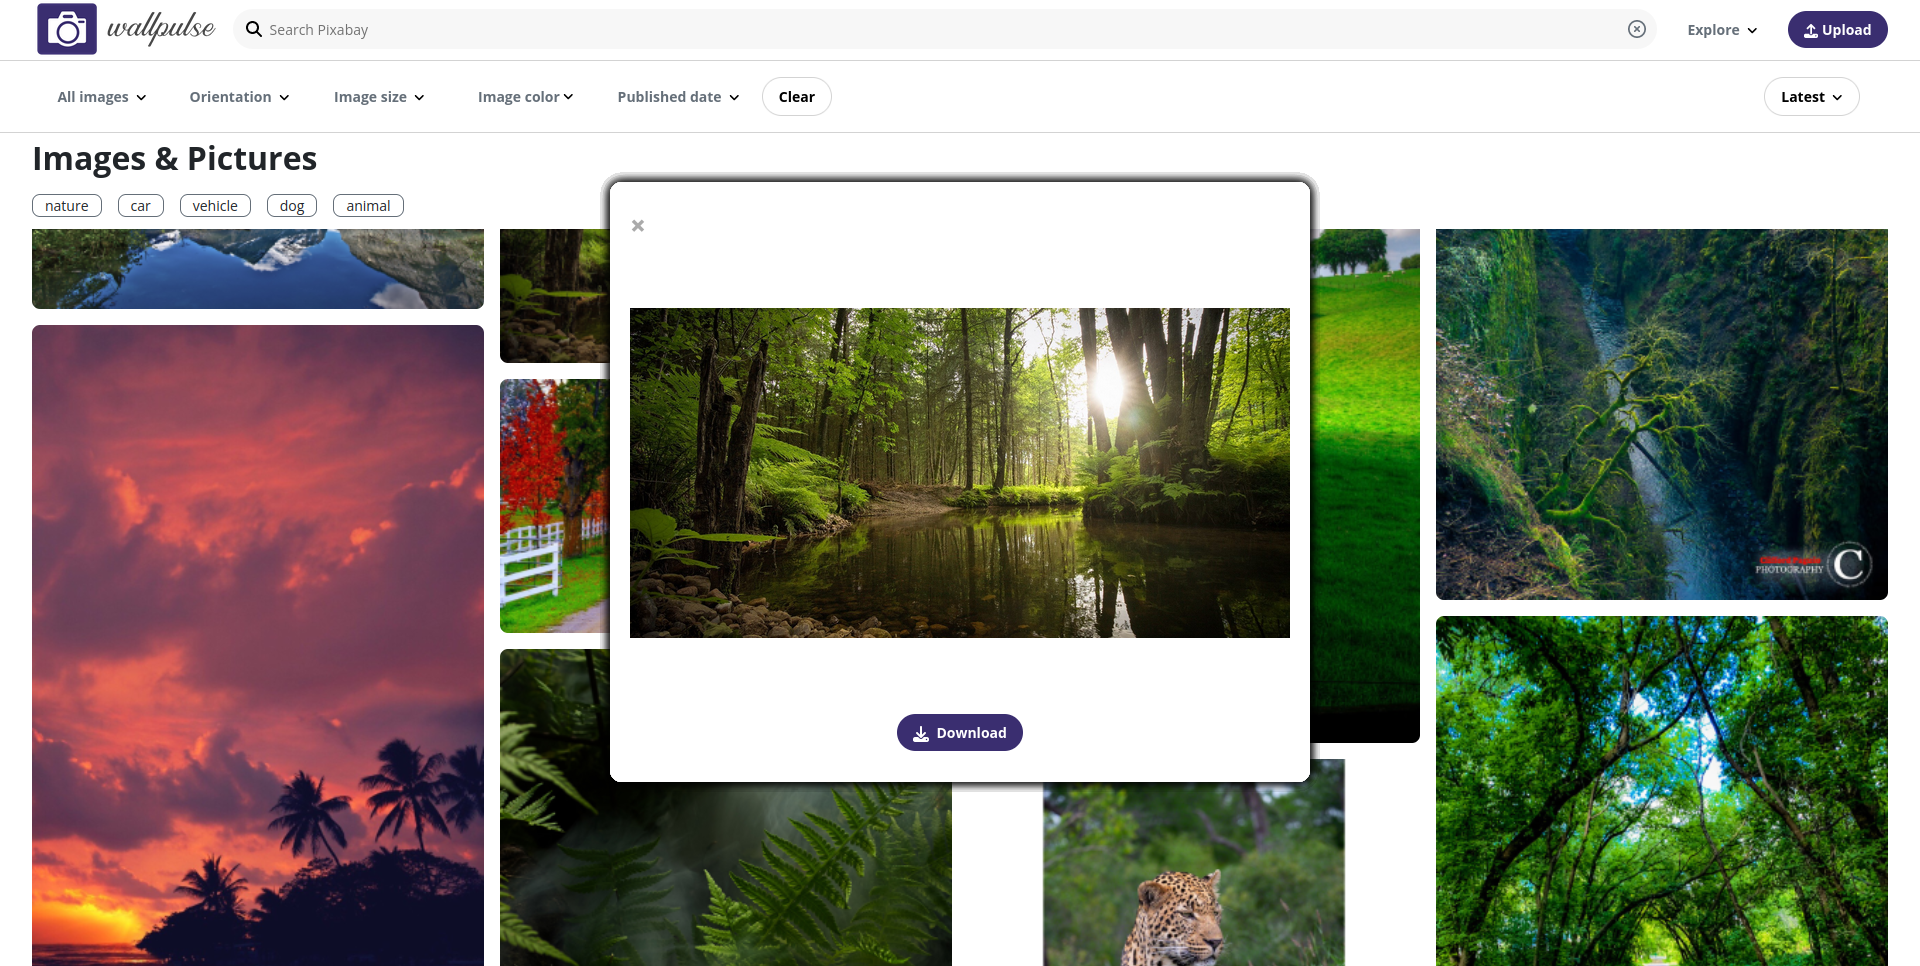 wallpulse
Search Pixabay
Explore
Upload
All images
Orientation
Image size
Image color
Published date
Clear
Latest
Images & Pictures
nature
car
vehicle
dog
animal
PHOTOGRAPHY
C
Download